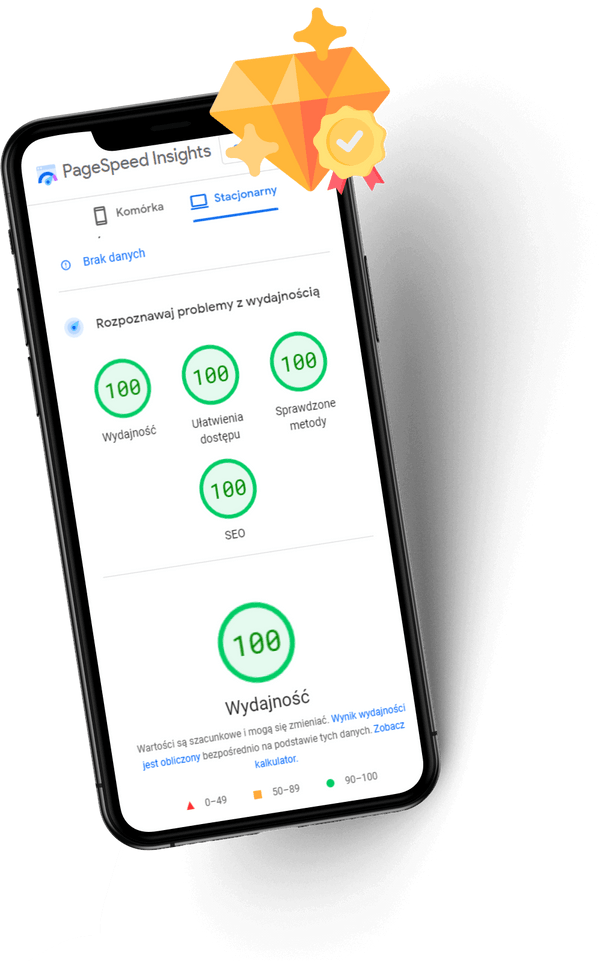 PageSpeed Insights
Komórka
Stacjonarny
Brak danych
Rozpoznawaj problemy z wydajnością
100
100
100
Wydajność
Ułatwienia
dostępu
Sprawdzone
metody
100
SEO
100
Wydajność
Wartości są szacunkowe i mogą się zmieniać. Wynik wydajności
jest obliczony bezpośrednio na podstawie tych danych. Zobacz
kalkulator.
0–49
50–89
90–100